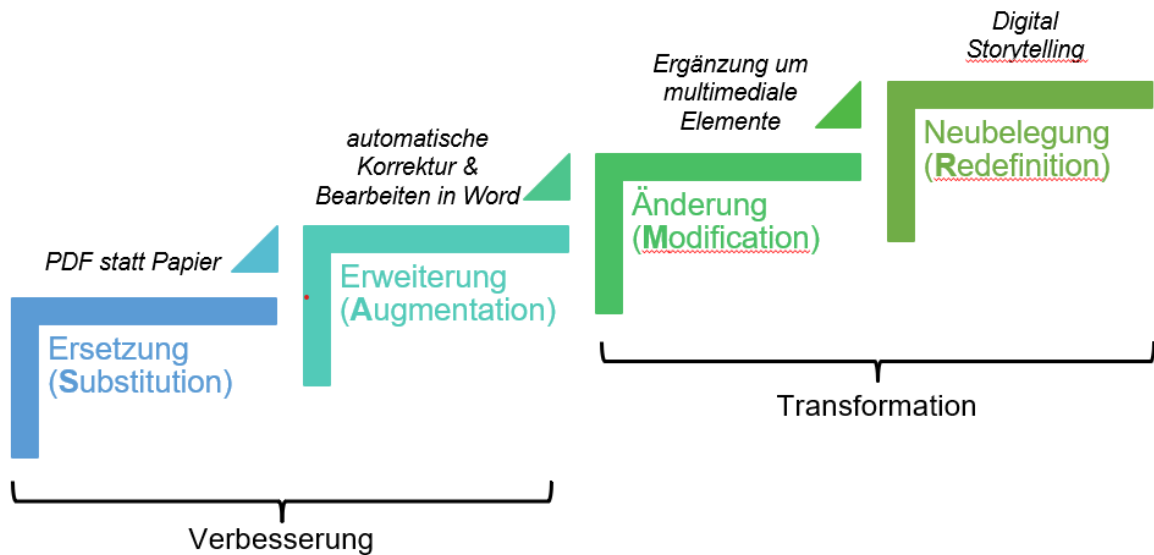 PDF statt Papier
Ersetzung
(Substitution)
automatische
Korrektur &
Bearbeiten in Word
Erweiterung
(Augmentation)
Verbesserung
Ergänzung um
multimediale
Elemente
Änderung
(Modification)
Digital
Storytelling
Neubelegung
(Redefinition)
Transformation